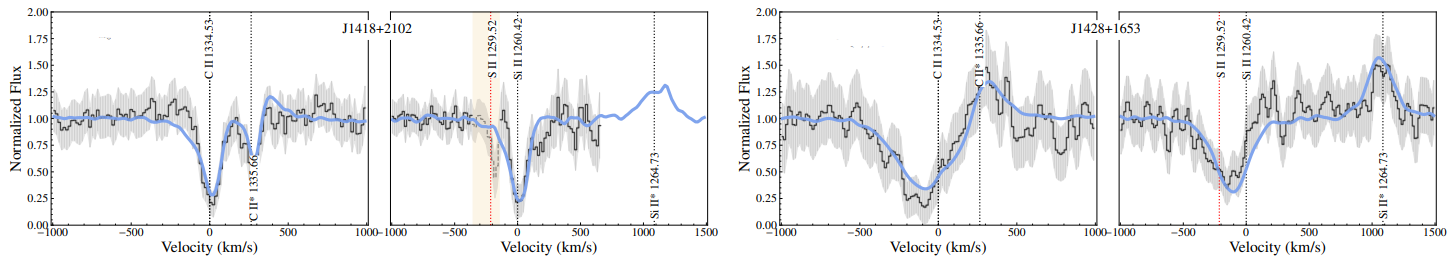 J1418+2102
Normalized Flux
2.00
1.75
1.50
1.25
1.00
0.75
0.50
0.25
0.00
C II 1334.53
C II* 1335.66
−1000
−500
0
500
1000
Velocity (km/s)
S II 1259.52
Si II 1260.42
Si II* 1264.73
−1000
−500
0
500
1000
1500
Velocity (km/s)
J1428+1653
Normalized Flux
2.00
1.75
1.50
1.25
1.00
0.75
0.50
0.25
0.00
C II 1334.53
C II* 1335.66
−1000
−500
0
500
1000
Velocity (km/s)
S II 1259.52
Si II 1260.42
Si II* 1264.73
−1000
−500
0
500
1000
1500
Velocity (km/s)